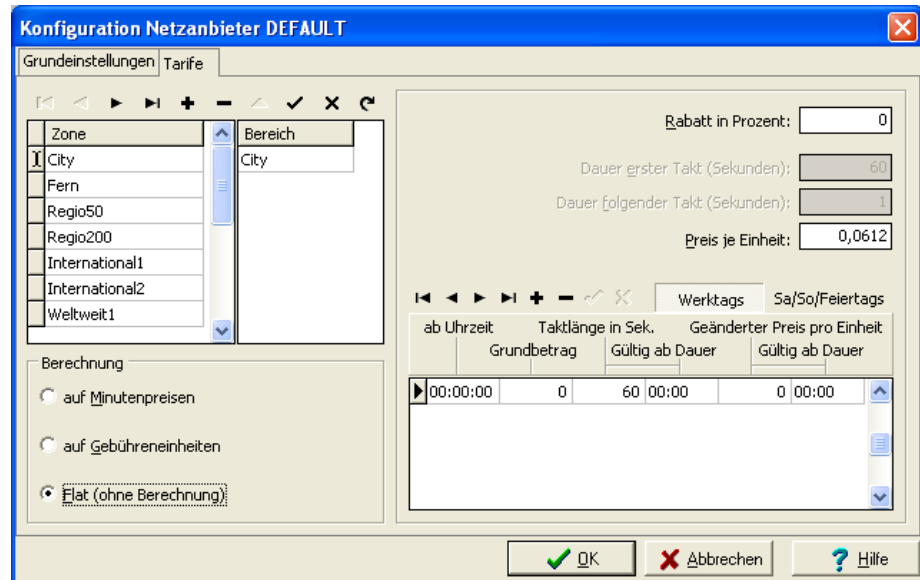 Konfiguration Netzanbieter DEFAULT
Grundeinstellungen Tarife
Zone Bereich
City City
Fern
Regio50
Regio200
International1
International2
Weltweit1
Rabatt in Prozent: 0
Dauer erster Takt (Sekunden): 60
Dauer folgender Takt (Sekunden): 1
Preis je Einheit: 0,0612
Berechnung
auf Minutenpreisen
auf Gebühreneinheiten
Flat (ohne Berechnung)
Werktags Sa/So/Feiertags
ab Uhrzeit Taktlänge in Sek. Geänderter Preis pro Einheit
Grundbetrag Gültig ab Dauer Gültig ab Dauer
00:00:00 0 60 00:00 0 00:00
OK Abbrechen Hilfe